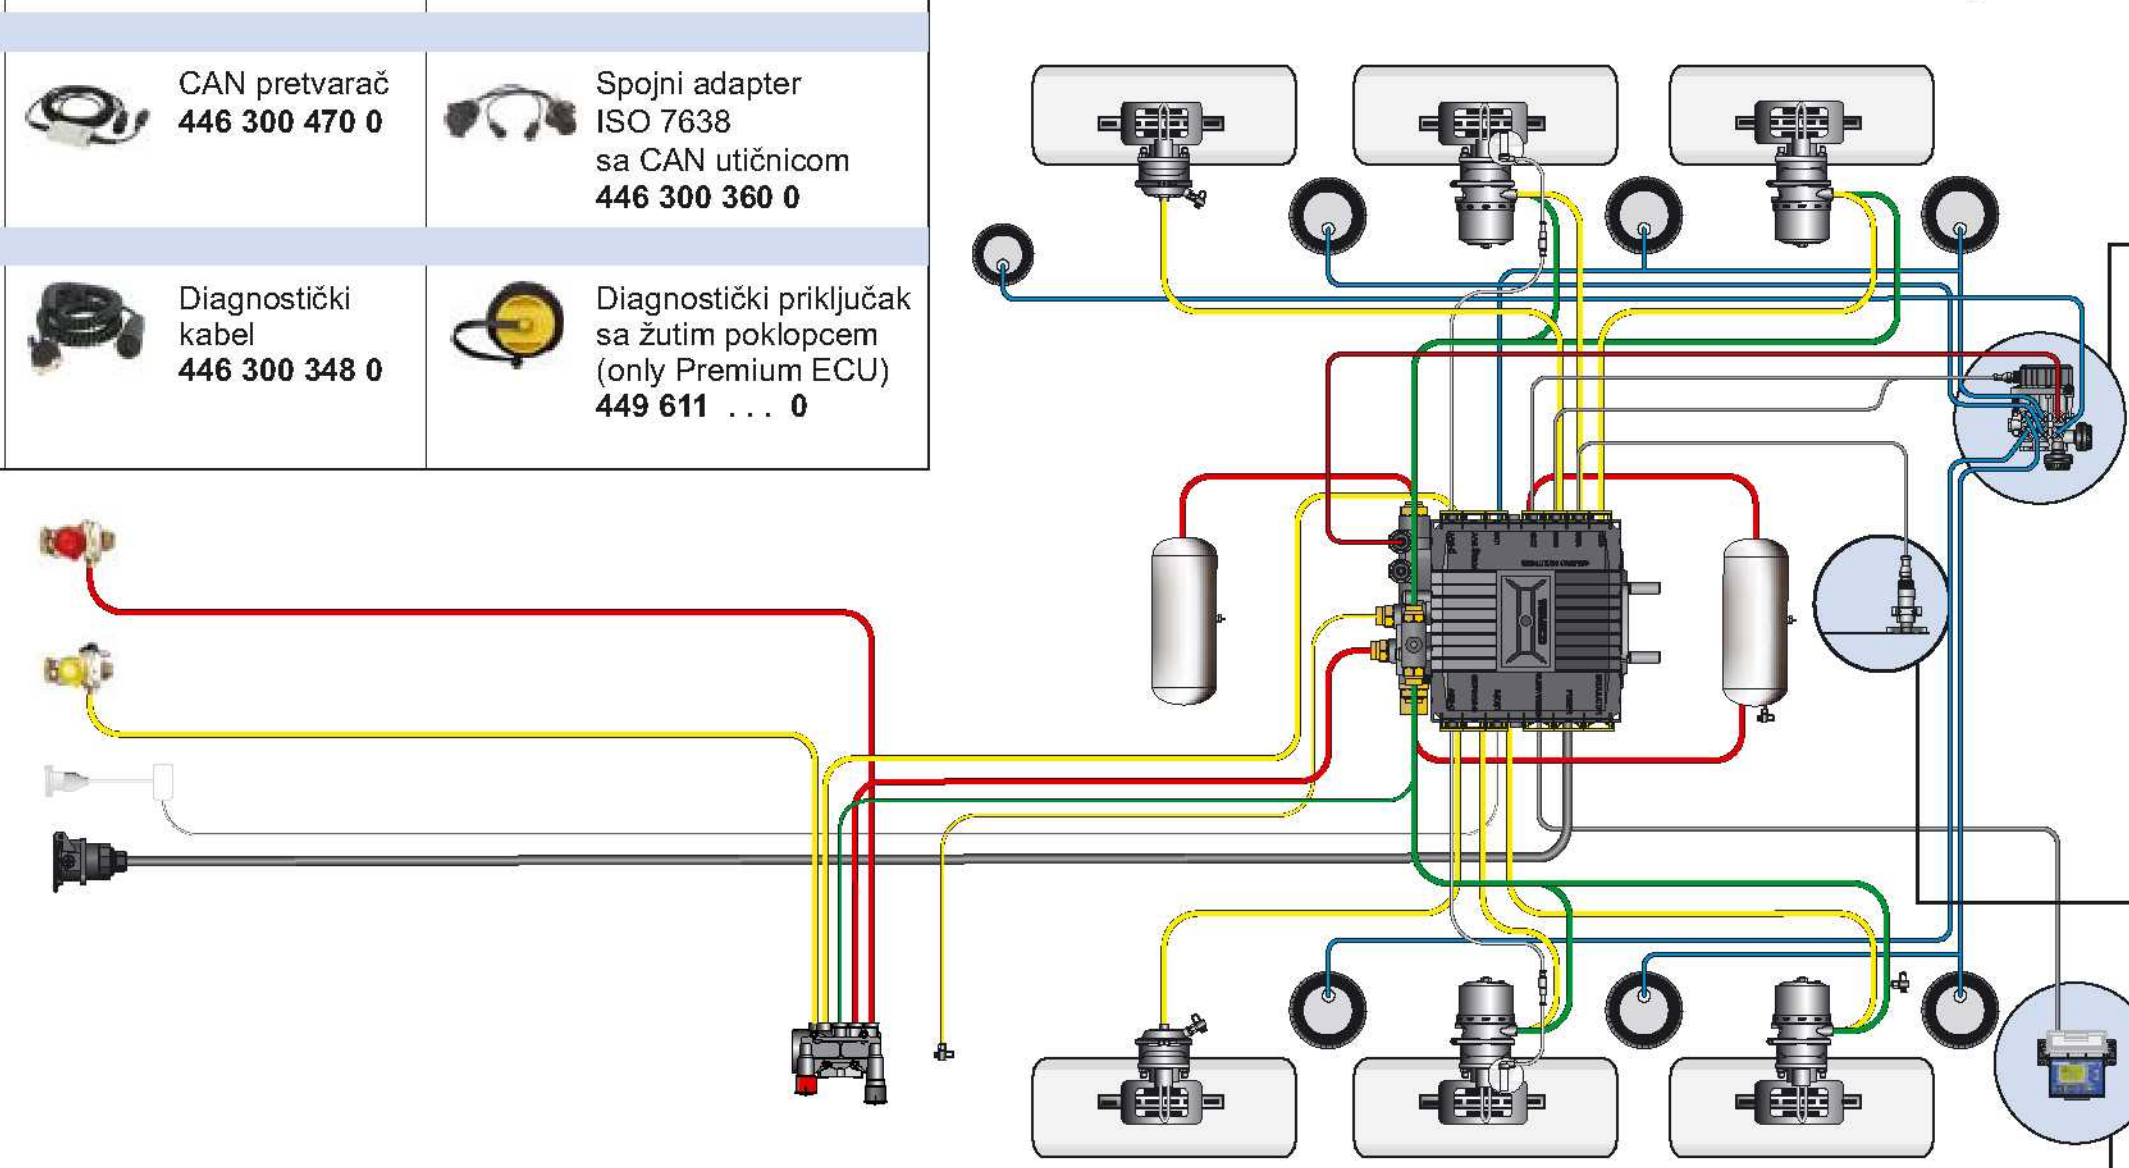 CAN pretvarač
446 300 470 0
Spojni adapter
ISO 7638
sa CAN utičnicom
446 300 360 0
Diagnostički
kabel
446 300 348 0
Diagnostički priključak
sa žutim poklopcem
(only Premium ECU)
449 611 . . . 0